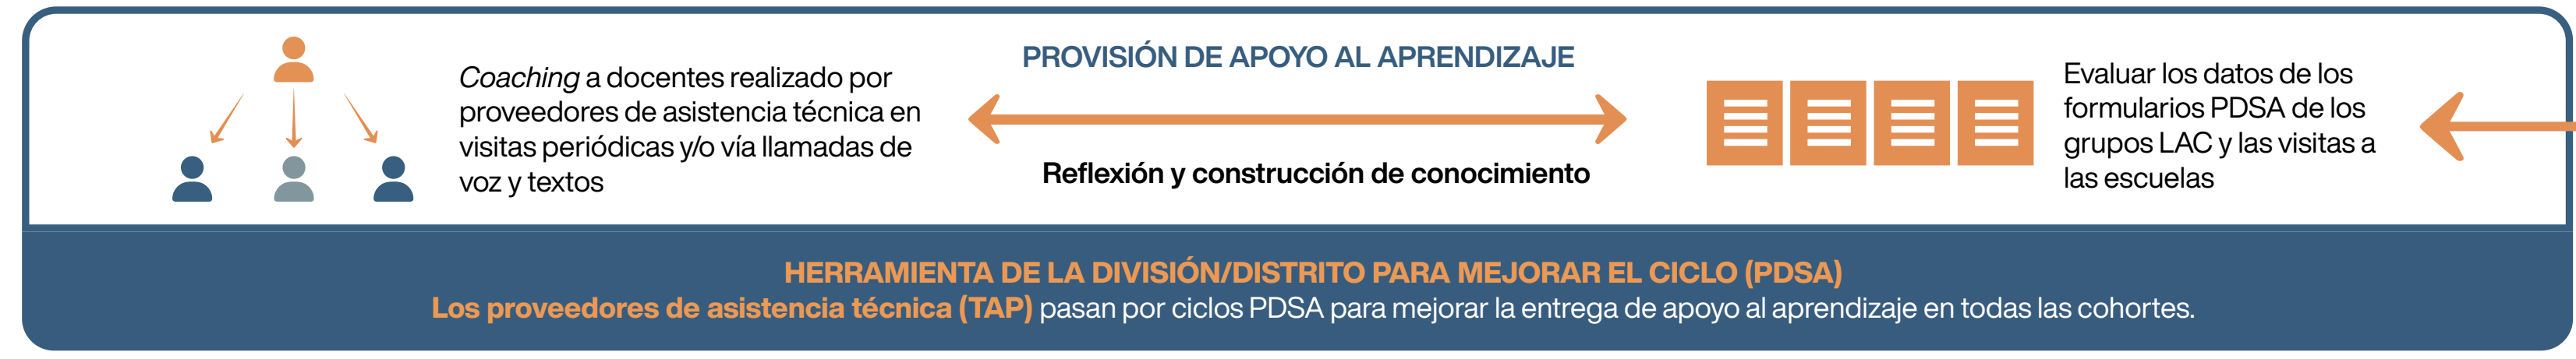 Coaching a docentes realizado por
proveedores de asistencia técnica en
visitas periódicas y/o vía llamadas de
voz y textos
PROVISIÓN DE APOYO AL APRENDIZAJE
Reflexión y construcción de conocimiento
Evaluar los datos de los
formularios PDSA de los
grupos LAC y las visitas a
las escuelas
HERRAMIENTA DE LA DIVISIÓN/DISTRITO PARA MEJORAR EL CICLO (PDSA)
Los proveedores de asistencia técnica (TAP) pasan por ciclos PDSA para mejorar la entrega de apoyo al aprendizaje en todas las cohortes.